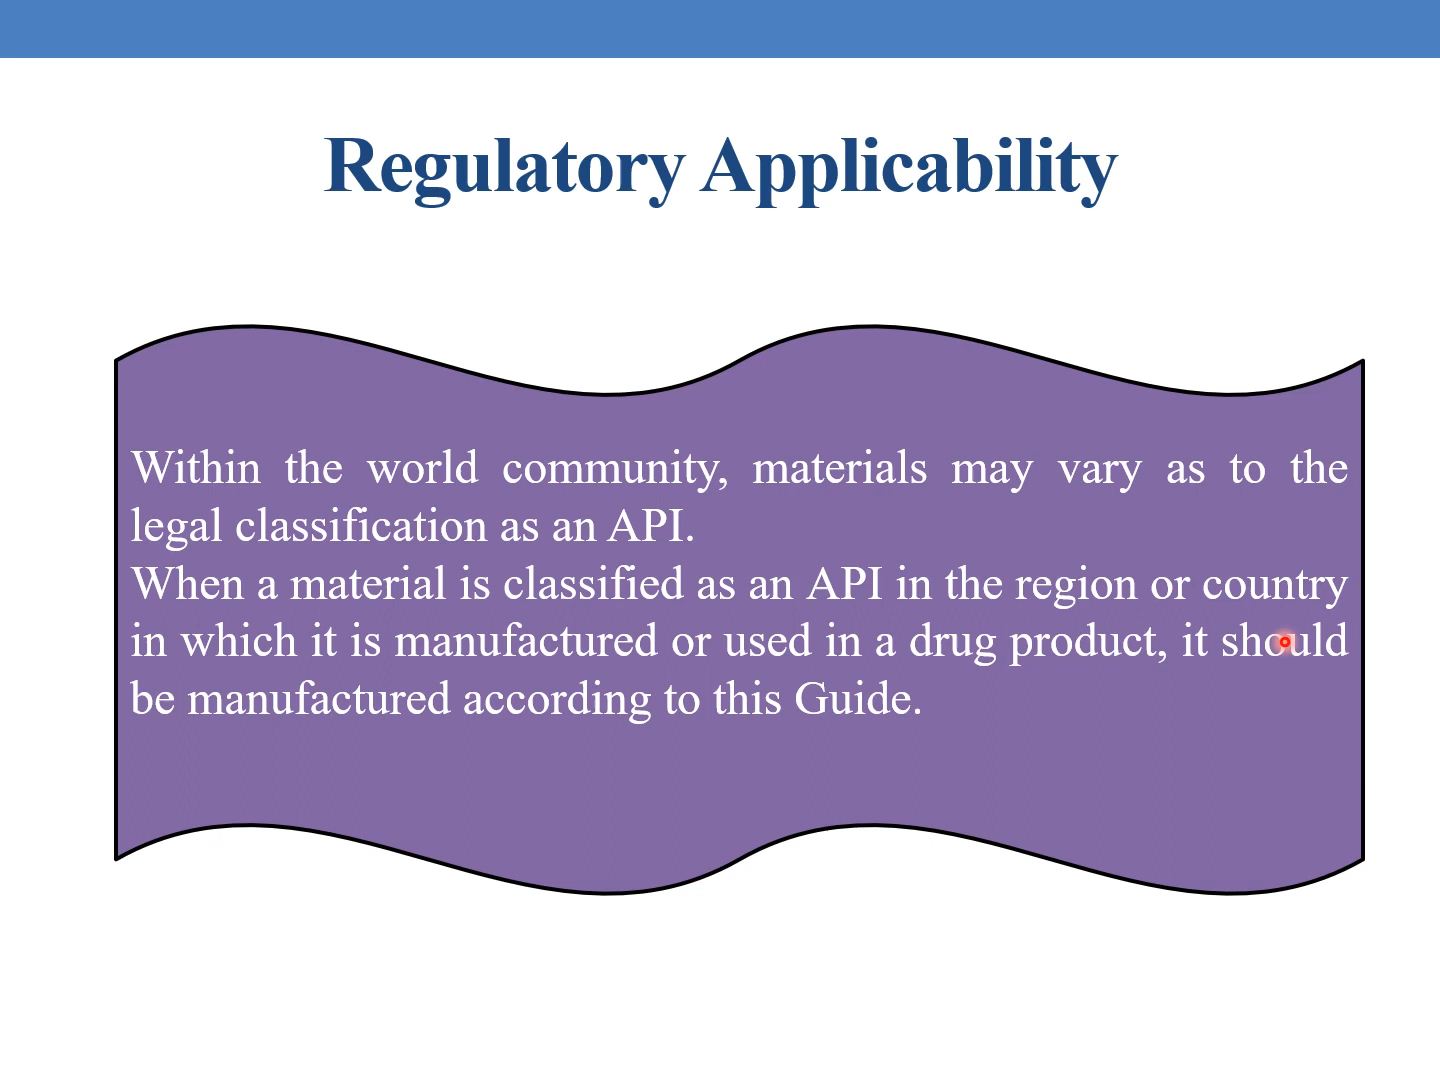 Regulatory Applicability
Within the world community, materials may vary as to the
legal classification as an API.
When a material is classified as an API in the region or country
in which it is manufactured or used in a drug product, it should
be manufactured according to this Guide.